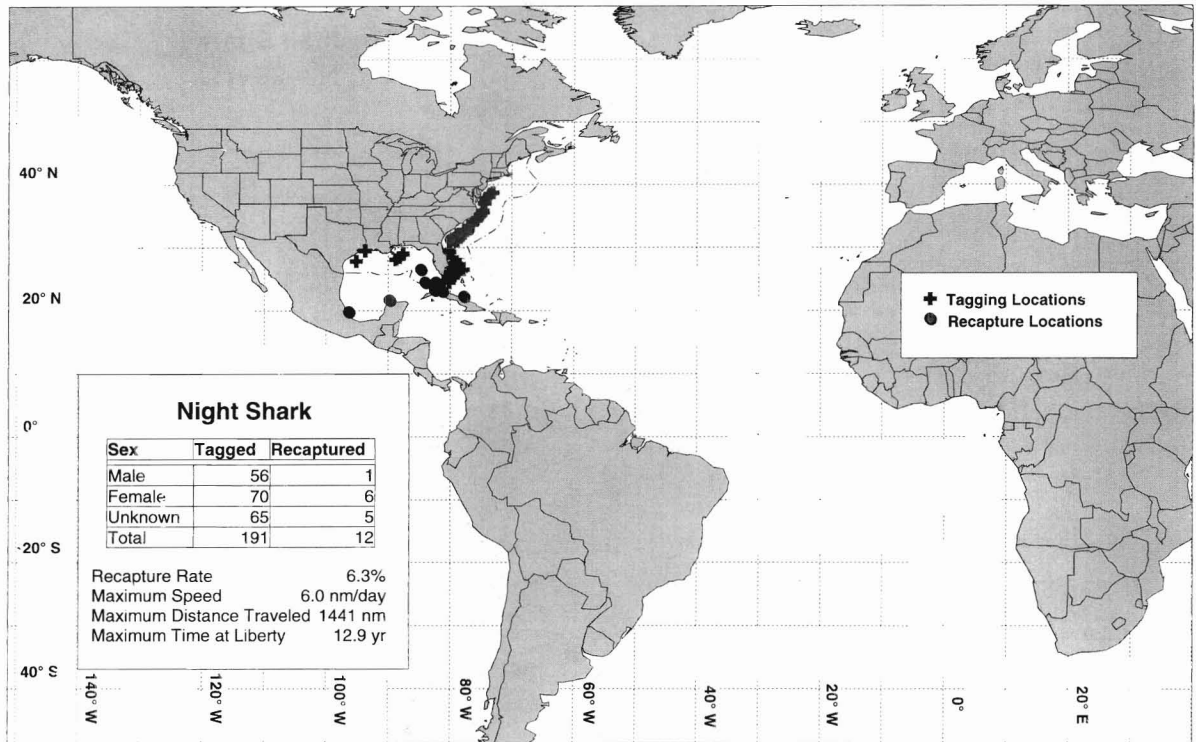 40° N
20° N
0°
20° S
40° S
140° W
120° W
100° W
80° W
60° W
40° W
20° W
0°
20° E
Tagging Locations
Recapture Locations
Night Shark
Sex Tagged Recaptured
Male 56 1
Female 70 6
Unknown 65 5
Total 191 12
Recapture Rate 6.3%
Maximum Speed 6.0 nm/day
Maximum Distance Traveled 1441 nm
Maximum Time at Liberty 12.9 yr